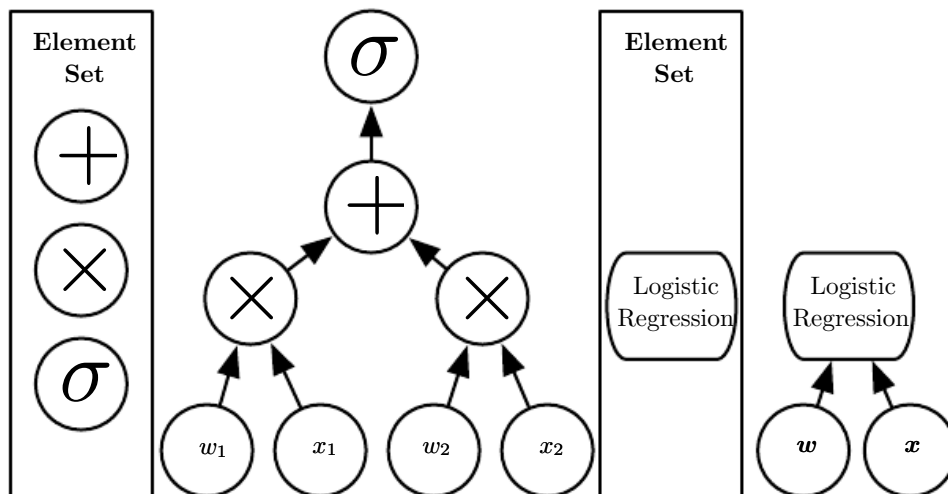 Element
Set
+
×
σ
σ
+
×
×
w₁
x₁
w₂
x₂
Element
Set
Logistic
Regression
Logistic
Regression
w
x